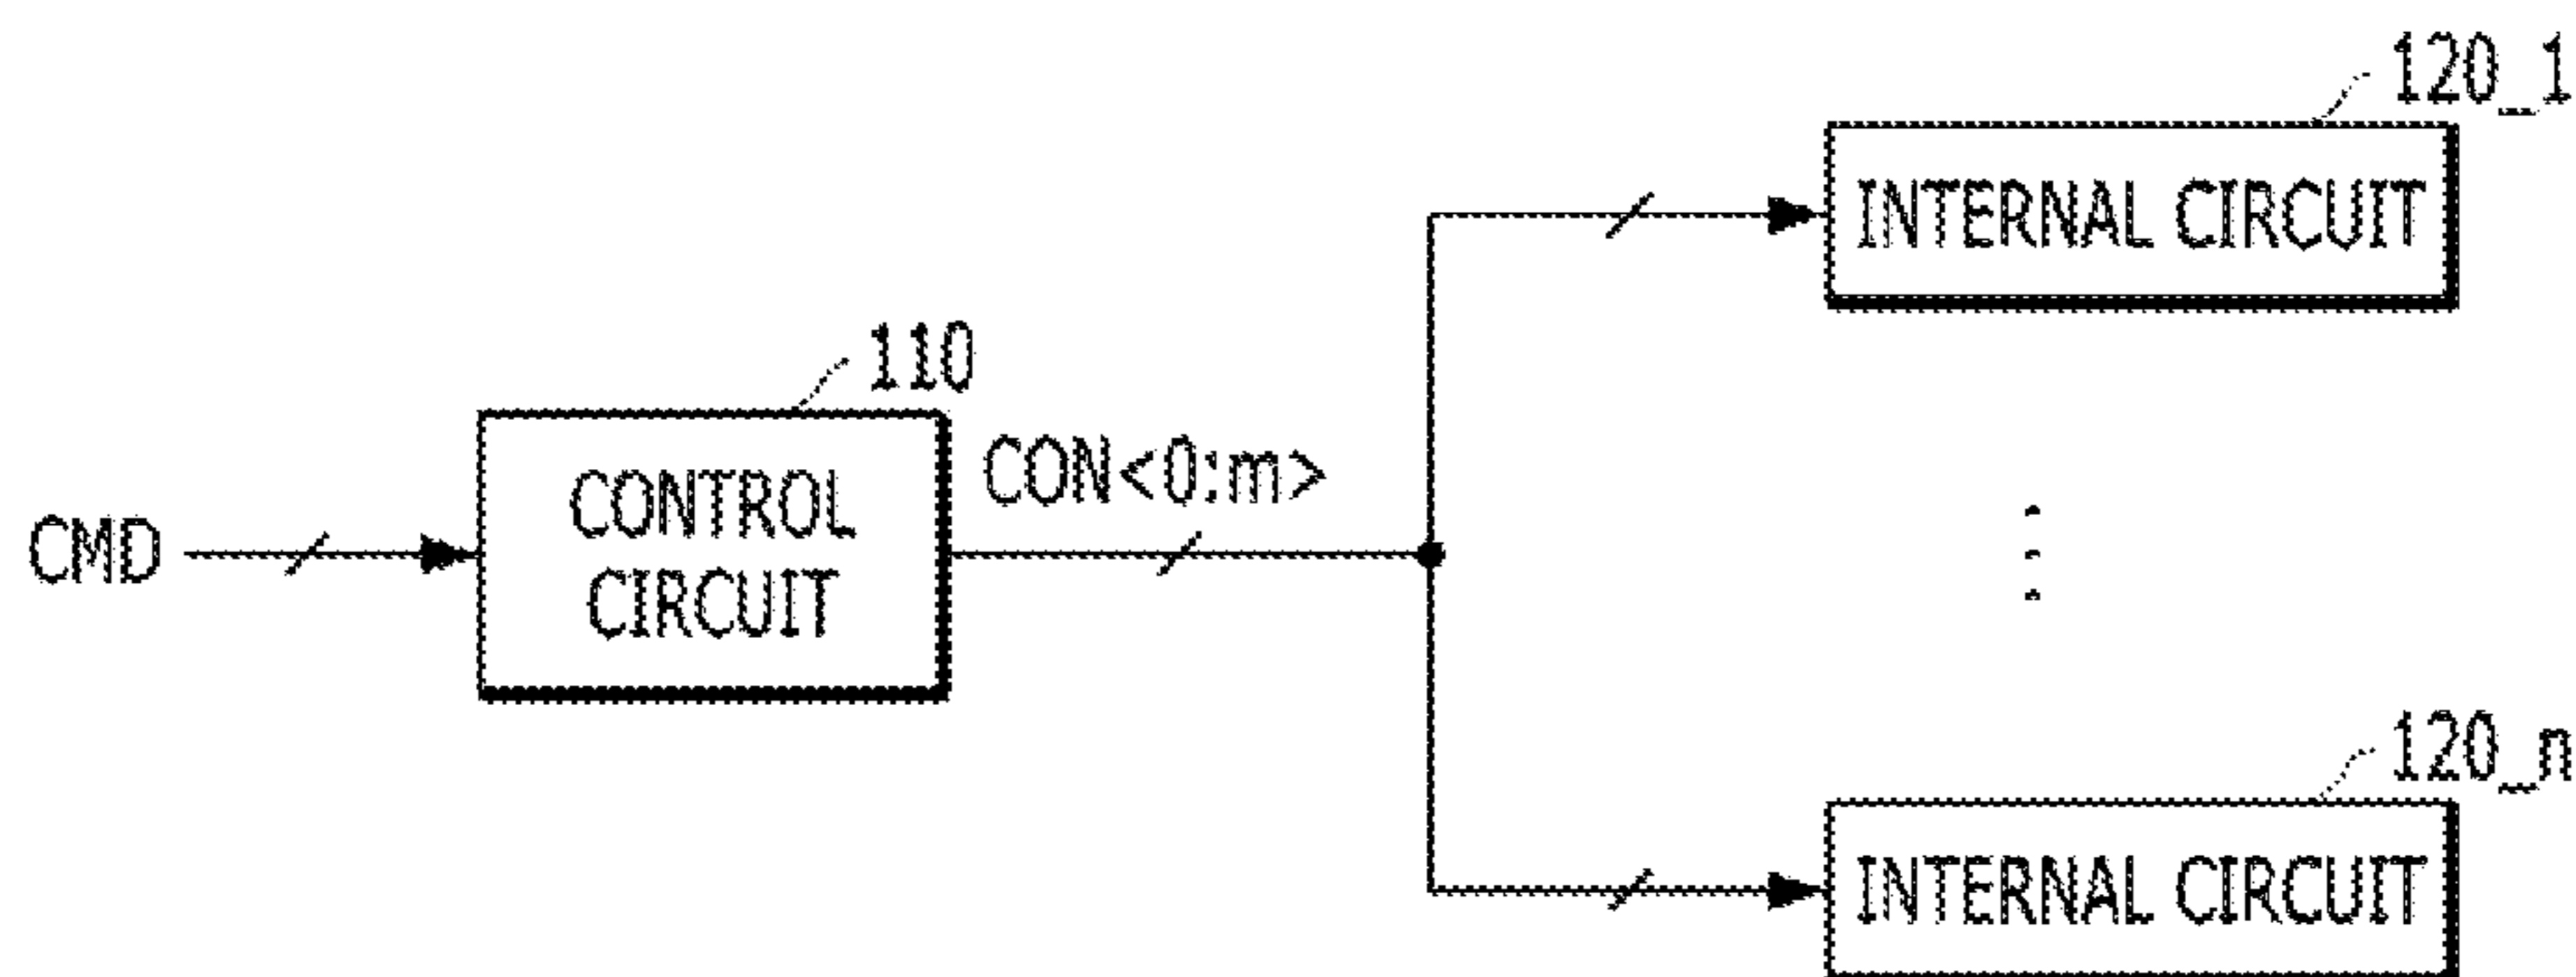 120_1
INTERNAL CIRCUIT
110
CON<0:m>
CMD
CONTROL
CIRCUIT
120_n
INTERNAL CIRCUIT